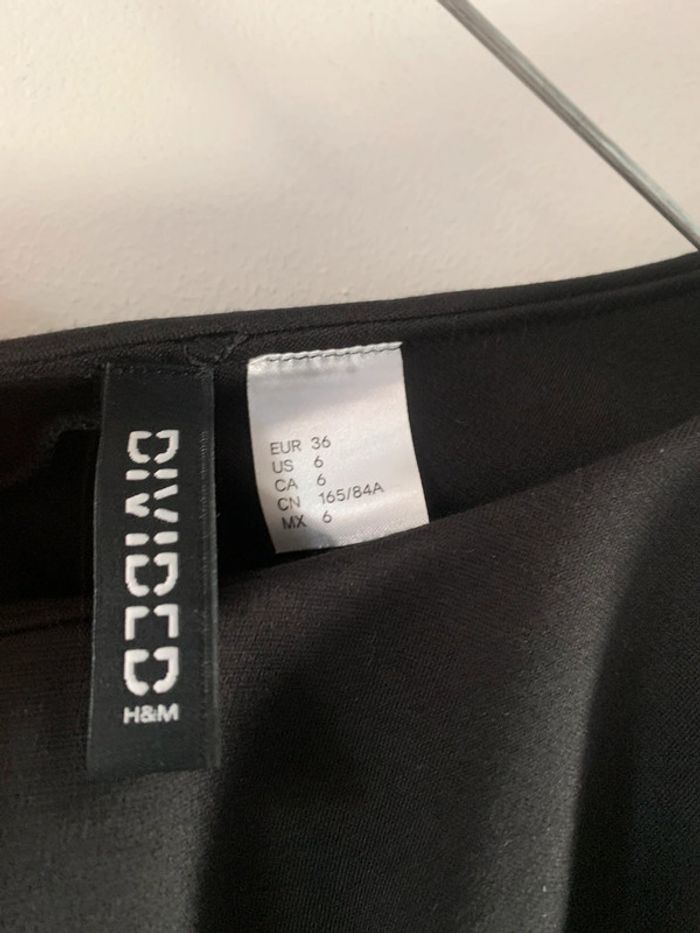 DIVIDED
H&M
EUR 36
US 6
CA 6
CN 165/84A
MX 6